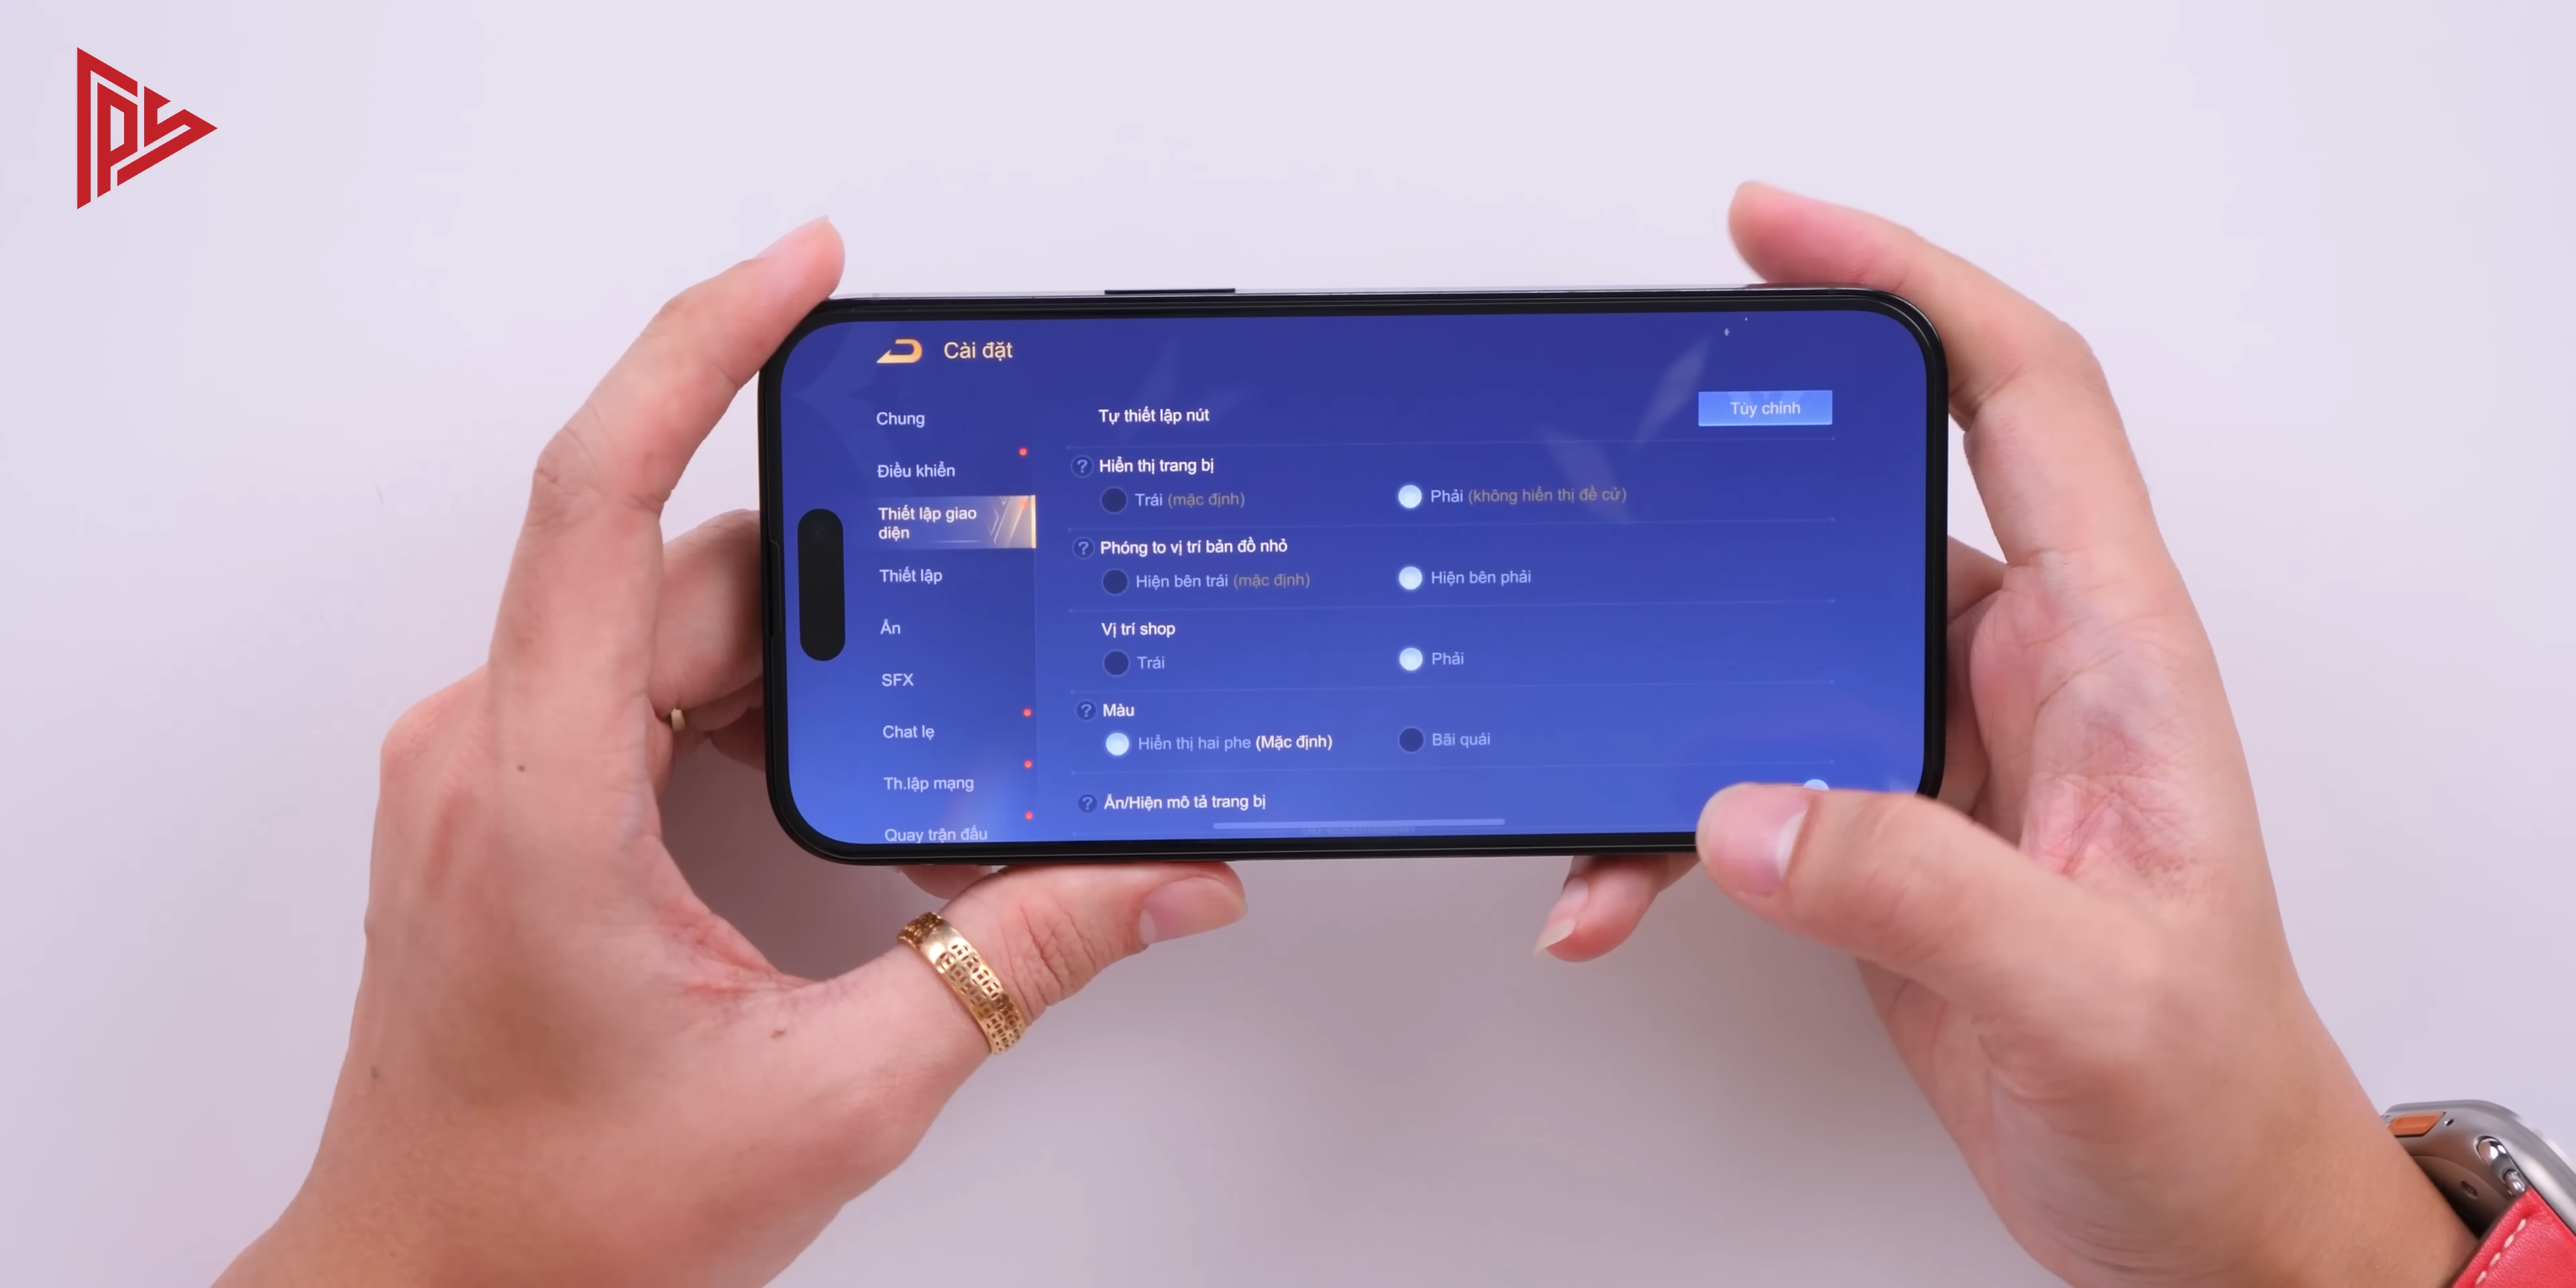 Cài đặt
Chung
Điều khiển
Thiết lập giao
diện
Thiết lập
Ân
SFX
Chat lẹ
Th.lập mạng
Quay trận đấu
Tự thiết lập nút
Tùy chỉnh
Hiển thị trang bị
Trái (mặc định)
Phải (không hiển thị đề cử)
Phóng to vị trí bản đồ nhỏ
Hiện bên trái (mặc định)
Hiện bên phải
Vị trí shop
Trái
Phải
Màu
Hiển thị hai phe (Mặc định)
Bãi quái
Ẩn/Hiện mô tả trang bị